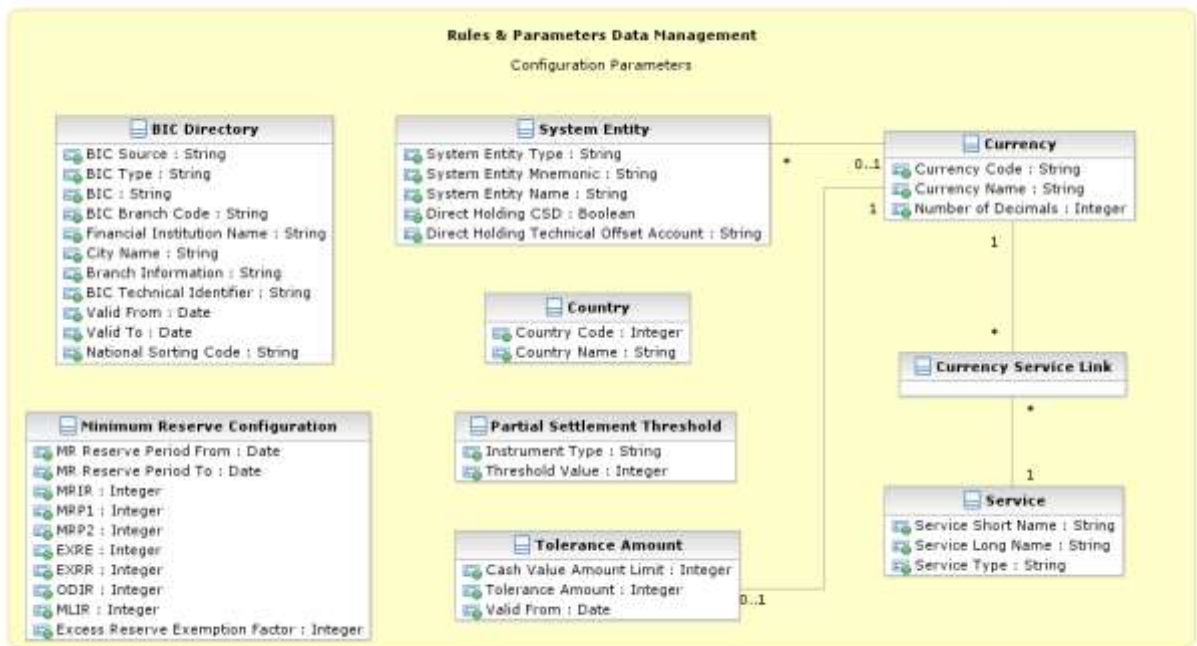 Rules & Parameters Data Management
Configuration Parameters
BIC Directory
BIC Source : String
BIC Type : String
BIC : String
BIC Branch Code : String
Financial Institution Name : String
City Name : String
Branch Information : String
BIC Technical Identifier : String
Valid From : Date
Valid To : Date
National Sorting Code : String
System Entity
System Entity Type : String
System Entity Mnemonic : String
System Entity Name : String
Direct Holding CSD : Boolean
Direct Holding Technical Offset Account : String
*
0..1
1
Currency
Currency Code : String
Currency Name : String
Number of Decimals : Integer
1
*
Country
Country Code : Integer
Country Name : String
Currency Service Link
*
1
Minimum Reserve Configuration
MR Reserve Period From : Date
MR Reserve Period To : Date
MRIR : Integer
MRP1 : Integer
MRP2 : Integer
EXRE : Integer
EXRR : Integer
ODIR : Integer
MLIR : Integer
Excess Reserve Exemption Factor : Integer
Partial Settlement Threshold
Instrument Type : String
Threshold Value : Integer
Service
Service Short Name : String
Service Long Name : String
Service Type : String
Tolerance Amount
Cash Value Amount Limit : Integer
Tolerance Amount : Integer
Valid From : Date
0..1